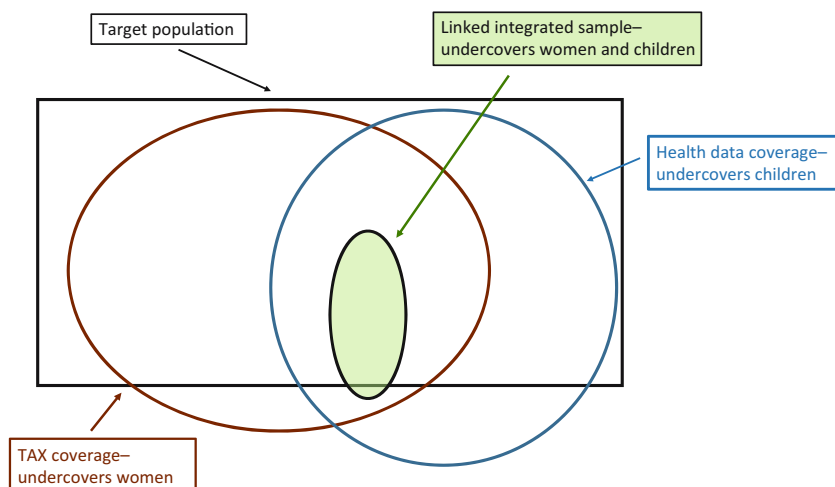 Target population
Linked integrated sample–
undercovers women and children
Health data coverage–
undercovers children
TAX coverage–
undercovers women